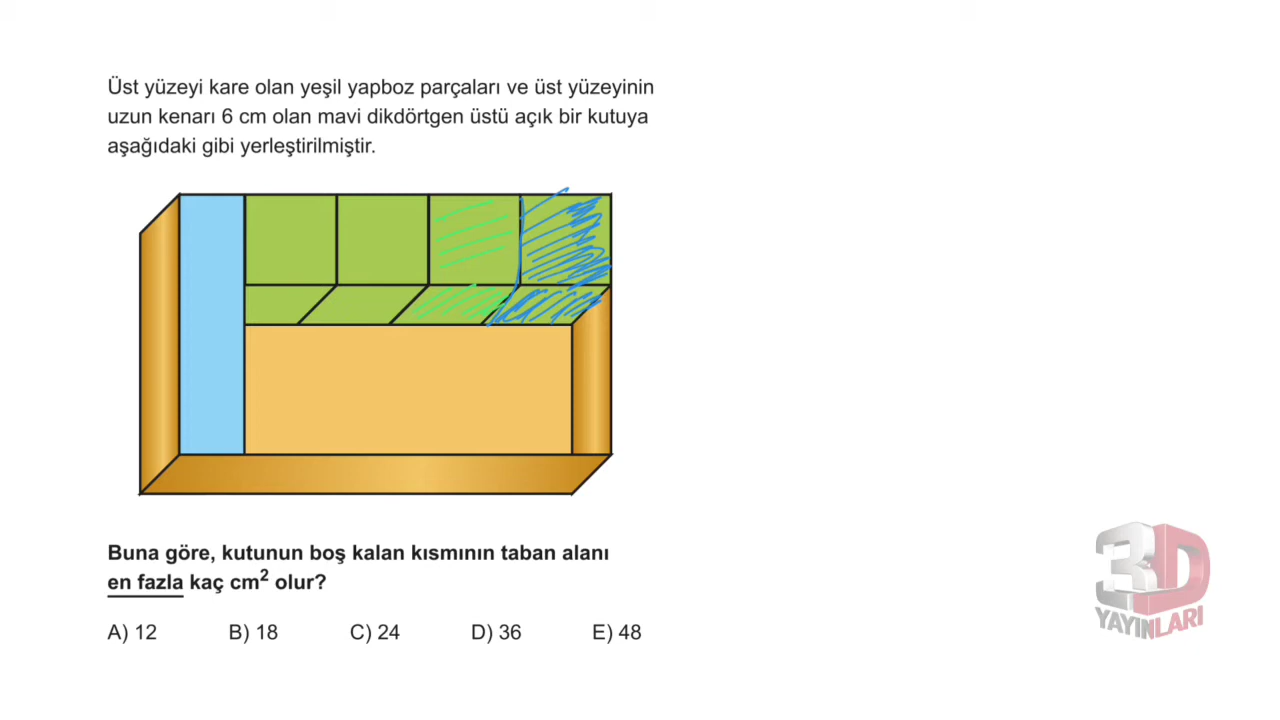 Üst yüzeyi kare olan yeşil yapboz parçaları ve üst yüzeyinin
uzun kenarı 6 cm olan mavi dikdörtgen üstü açık bir kutuya
aşağıdaki gibi yerleştirilmiştir.
Buna göre, kutunun boş kalan kısmının taban alanı
en fazla kaç cm² olur?
A) 12 B) 18 C) 24 D) 36 E) 48
3D
YAYINLARI